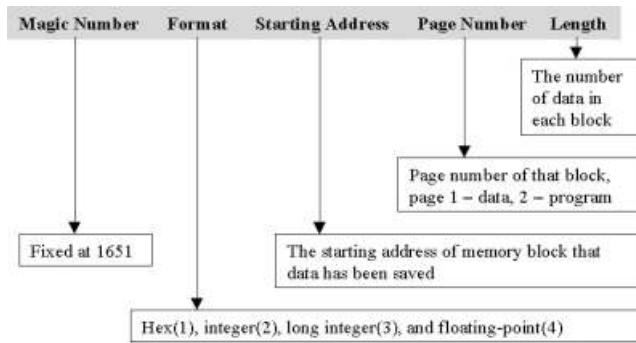 Magic Number Format Starting Address Page Number Length
The number
of data in
each block
Page number of that block,
page 1 – data, 2 – program
Fixed at 1651
The starting address of memory block that
data has been saved
Hex(1), integer(2), long integer(3), and floating-point(4)